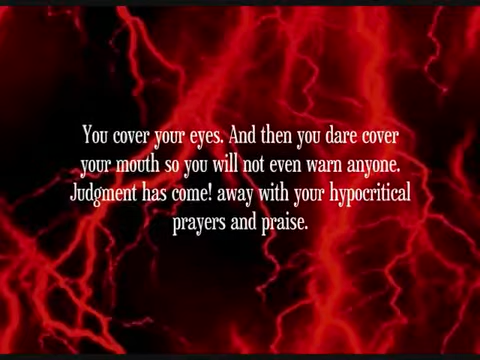 You cover your eyes. And then you dare cover
your mouth so you will not even warn anyone.
Judgment has come! away with your hypocritical
prayers and praise.